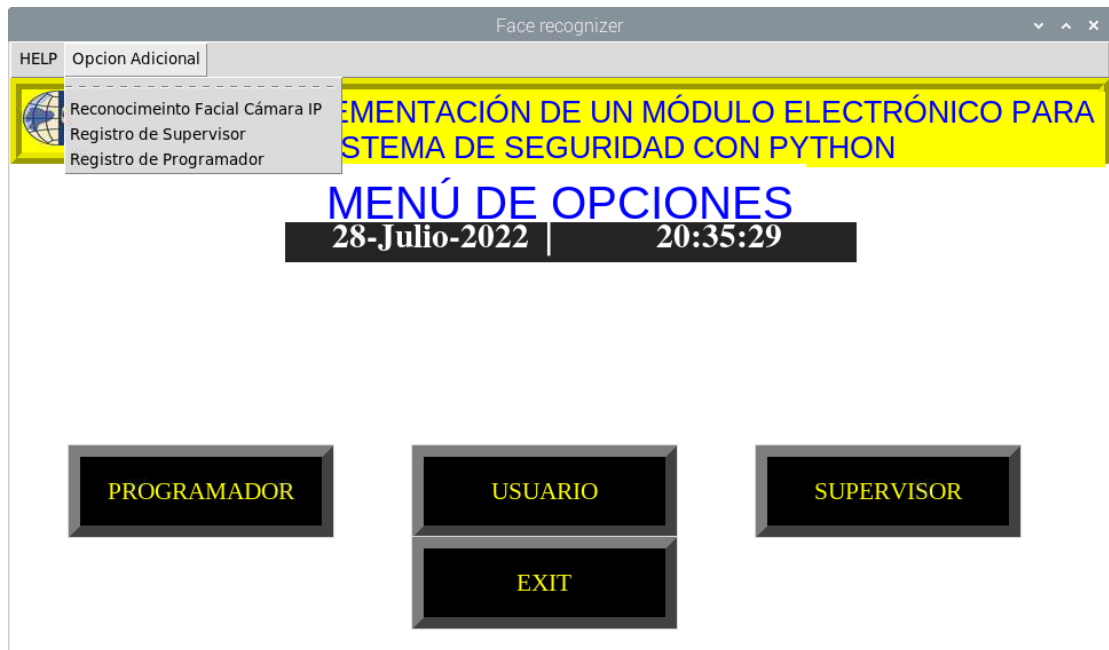 Face recognizer
HELP Opcion Adicional
Reconocimeinto Facial Cámara IP
Registro de Supervisor
Registro de Programador
EMENTACIÓN DE UN MÓDULO ELECTRÓNICO PARA
STEMA DE SEGURIDAD CON PYTHON
MENÚ DE OPCIONES
28-Julio-2022 | 20:35:29
PROGRAMADOR USUARIO SUPERVISOR
EXIT